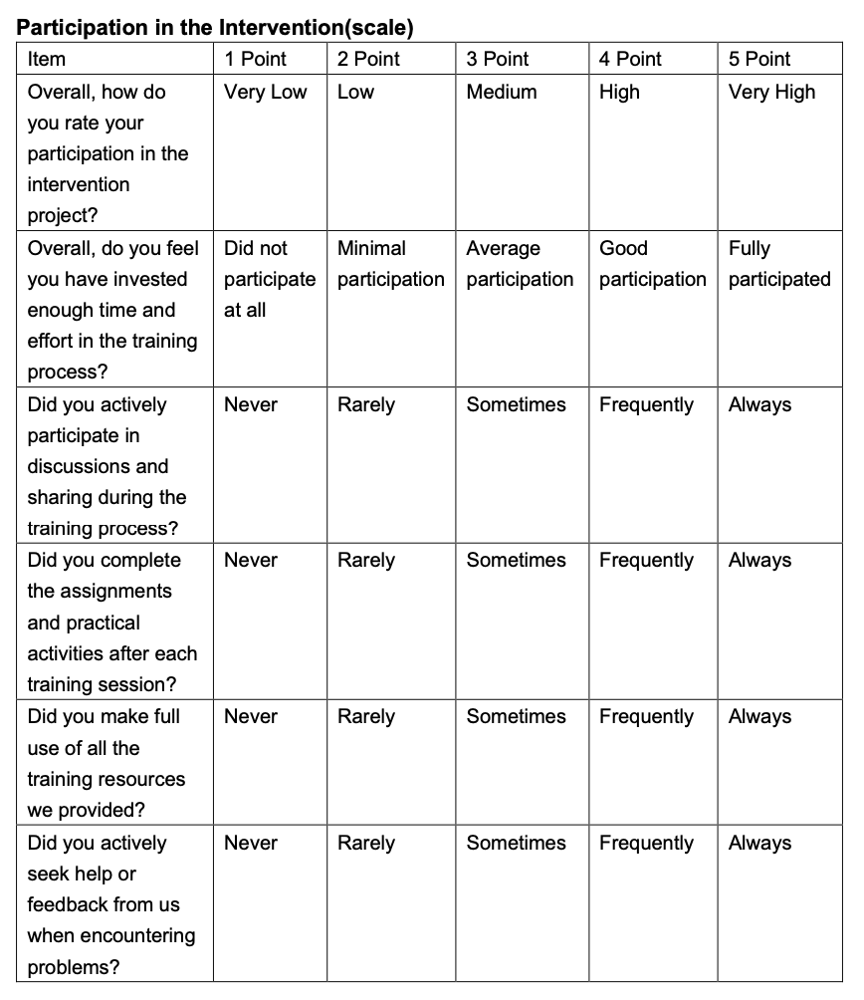 Participation in the Intervention(scale)
Item 1 Point 2 Point 3 Point 4 Point 5 Point
Overall, how do Very Low Low Medium High Very High
you rate your
participation in the
intervention
project?
Overall, do you feel Did not Minimal Average Good Fully
you have invested participate participation participation participation participated
enough time and at all
effort in the training
process?
Did you actively Never Rarely Sometimes Frequently Always
participate in
discussions and
sharing during the
training process?
Did you complete Never Rarely Sometimes Frequently Always
the assignments
and practical
activities after each
training session?
Did you make full Never Rarely Sometimes Frequently Always
use of all the
training resources
we provided?
Did you actively Never Rarely Sometimes Frequently Always
seek help or
feedback from us
when encountering
problems?